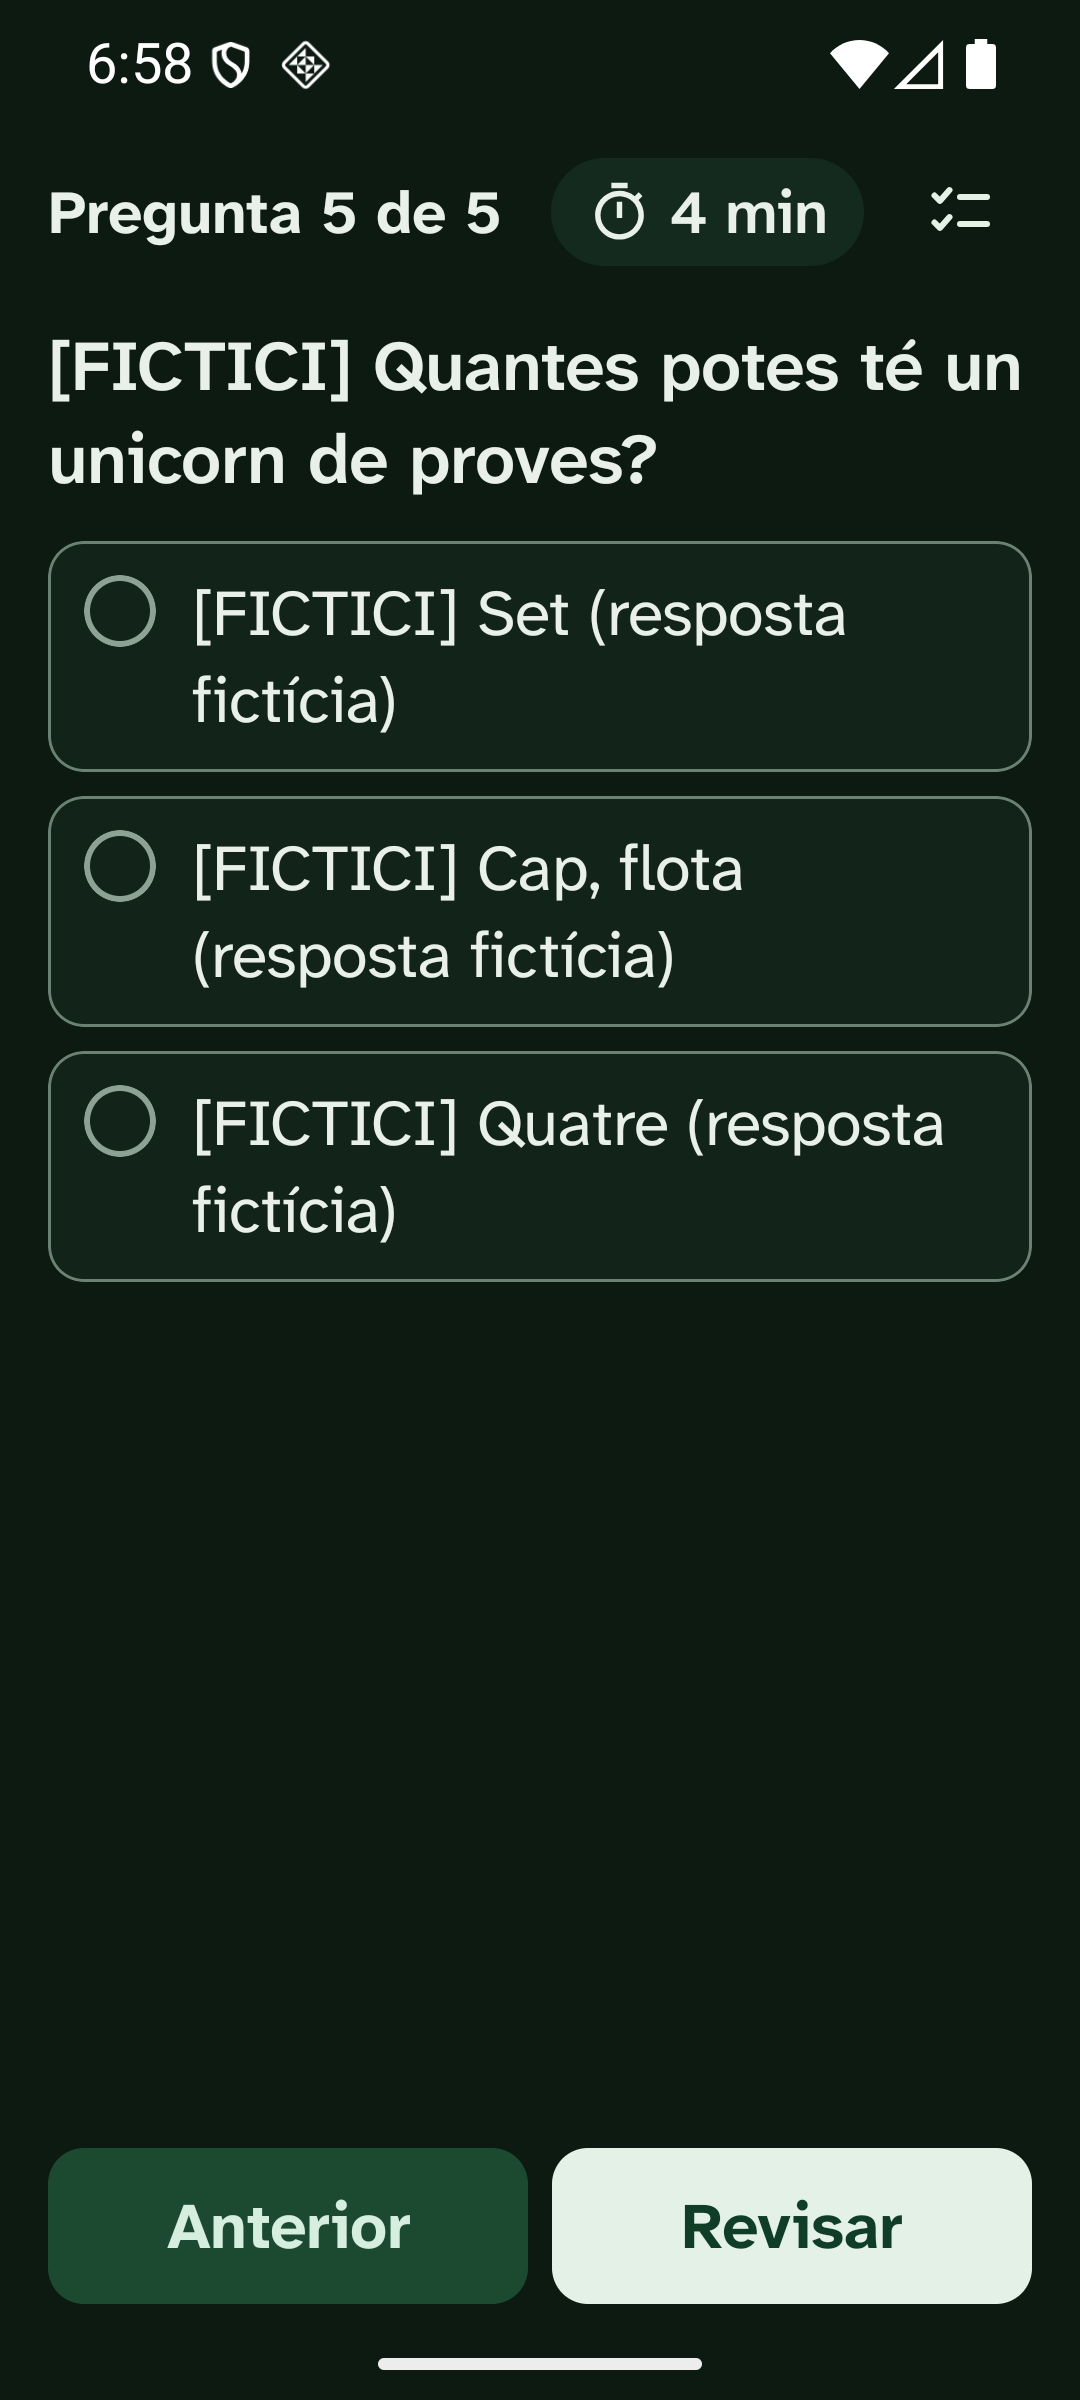 6:58
Pregunta 5 de 5
4 min
[FICTICI] Quantes potes té un
unicorn de proves?
[FICTICI] Set (resposta
fictícia)
[FICTICI] Cap, flota
(resposta fictícia)
[FICTICI] Quatre (resposta
fictícia)
Anterior
Revisar